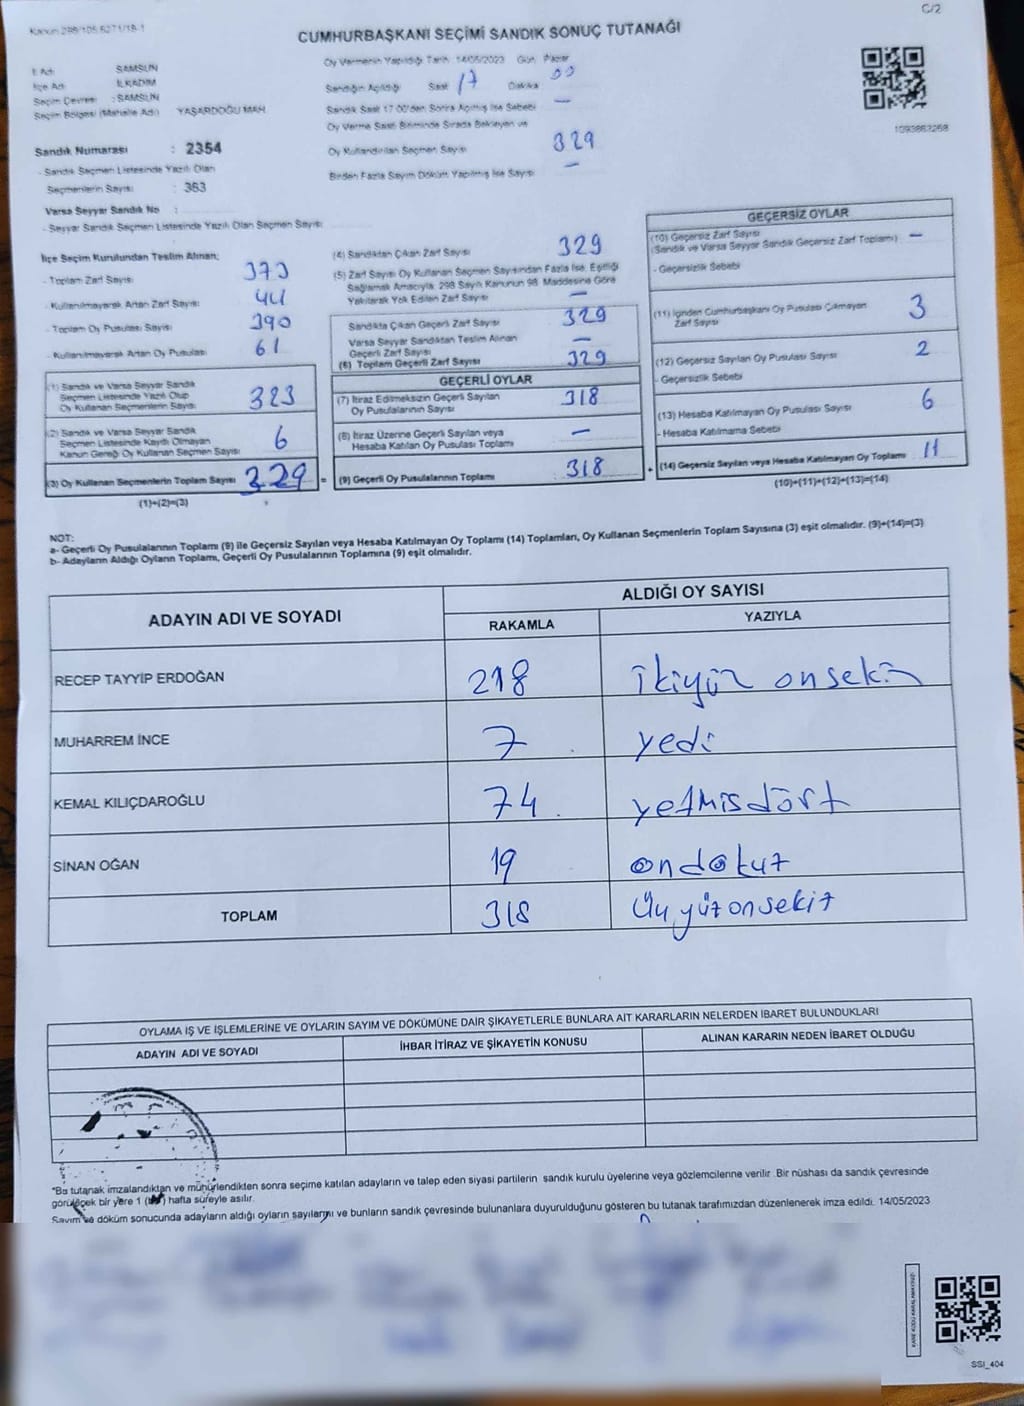 C/2
Kanun 298/105 5271/18-1
CUMHURBAŞKANI SEÇİMİ SANDIK SONUÇ TUTANAĞI
İl Adı : SAMSUN
İlçe Adı : İLKADIM
Seçim Çevresi : SAMSUN
Seçim Bölgesi (Mahalle Adı) YAŞARDOĞU MAH.
Sandık Numarası : 2354
- Sandık Seçmen Listesinde Yazılı Olan
Seçmenlerin Sayısı : 363
Varsa Seyyar Sandık No :
- Seyyar Sandık Seçmen Listesinde Yazılı Olan Seçmen Sayısı:
Oy Vermenin Yapıldığı Tarih: 14/05/2023 Gün: Pazar
Sandığın Açıldığı Saat 17 Dakika 00
Sandık Saat 17.00'den Sonra Açılmış İse Sebebi —
Oy Verme Saati Bitiminde Sırada Bekleyen ve
Oy Kullandırılan Seçmen Sayısı 329
Birden Fazla Sayım Döküm Yapılmış İse Sayısı —
1093863268
İlçe Seçim Kurulundan Teslim Alınan;
- Toplam Zarf Sayısı: 373
- Kullanılmayarak Artan Zarf Sayısı: 44
- Toplam Oy Pusulası Sayısı 390
- Kullanılmayarak Artan Oy Pusulası 61
(1) Sandık ve Varsa Seyyar Sandık
Seçmen Listesinde Yazılı Olup
Oy Kullanan Seçmenlerin Sayısı 323
(2) Sandık ve Varsa Seyyar Sandık
Seçmen Listesinde Kayıtlı Olmayan
Kanun Gereği Oy Kullanan Seçmen Sayısı 6
(3) Oy Kullanan Seçmenlerin Toplam Sayısı 329 =
(1)+(2)=(3)
(4) Sandıktan Çıkan Zarf Sayısı 329
(5) Zarf Sayısı Oy Kullanan Seçmen Sayısından Fazla İse, Eşitliği
Sağlamak Amacıyla, 298 Sayılı Kanunun 98. Maddesine Göre
Yakılarak Yok Edilen Zarf Sayısı —
Sandıkta Çıkan Geçerli Zarf Sayısı 329
Varsa Seyyar Sandıktan Teslim Alınan
Geçerli Zarf Sayısı —
(6) Toplam Geçerli Zarf Sayısı 329
GEÇERLİ OYLAR
(7) İtiraz Edilmeksizin Geçerli Sayılan
Oy Pusulalarının Sayısı 318
(8) İtiraz Üzerine Geçerli Sayılan veya
Hesaba Katılan Oy Pusulası Toplamı —
(9) Geçerli Oy Pusulalarının Toplamı 318 +
GEÇERSİZ OYLAR
(10) Geçersiz Zarf Sayısı
(Sandık ve Varsa Seyyar Sandık Geçersiz Zarf Toplamı) —
- Geçersizlik Sebebi
(11) İçinden Cumhurbaşkanı Oy Pusulası Çıkmayan
Zarf Sayısı 3
(12) Geçersiz Sayılan Oy Pusulası Sayısı 2
- Geçersizlik Sebebi
(13) Hesaba Katılmayan Oy Pusulası Sayısı 6
- Hesaba Katılmama Sebebi
(14) Geçersiz Sayılan veya Hesaba Katılmayan Oy Toplamı 11
(10)+(11)+(12)+(13)=(14)
NOT:
a- Geçerli Oy Pusulalarının Toplamı (9) ile Geçersiz Sayılan veya Hesaba Katılmayan Oy Toplamı (14) Toplamları, Oy Kullanan Seçmenlerin Toplam Sayısına (3) eşit olmalıdır. (9)+(14)=(3)
b- Adayların Aldığı Oyların Toplamı, Geçerli Oy Pusulalarının Toplamına (9) eşit olmalıdır.
ADAYIN ADI VE SOYADI ALDIĞI OY SAYISI
RAKAMLA YAZIYLA
RECEP TAYYİP ERDOĞAN 218 ikiyüz onsekiz
MUHARREM İNCE 7 yedi
KEMAL KILIÇDAROĞLU 74 yetmişdört
SİNAN OĞAN 19 ondokuz
TOPLAM 318 Üçyüzonsekiz
OYLAMA İŞ VE İŞLEMLERİNE VE OYLARIN SAYIM VE DÖKÜMÜNE DAİR ŞİKAYETLERLE BUNLARA AİT KARARLARIN NELERDEN İBARET BULUNDUKLARI
ADAYIN ADI VE SOYADI İHBAR İTİRAZ VE ŞİKAYETİN KONUSU ALINAN KARARIN NEDEN İBARET OLDUĞU
*Bu tutanak imzalandıktan ve mühürlendikten sonra seçime katılan adayların ve talep eden siyasi partilerin sandık kurulu üyelerine veya gözlemcilerine verilir. Bir nüshası da sandık çevresinde
görülecek bir yere 1 (bir) hafta süreyle asılır.
Sayım ve döküm sonucunda adayların aldığı oyların sayılarını ve bunların sandık çevresinde bulunanlara duyurulduğunu gösteren bu tutanak tarafımızdan düzenlenerek imza edildi. 14/05/2023
SSI_404